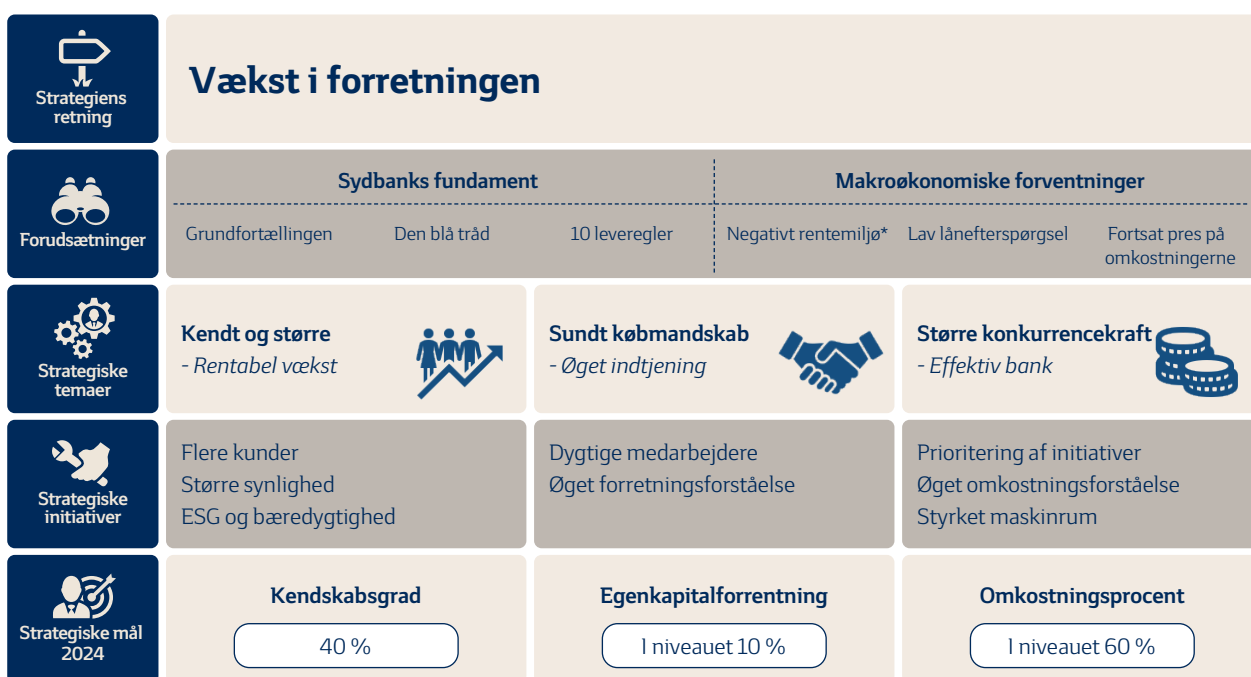 Strategiens
retning
Vækst i forretningen
Forudsætninger
Sydbanks fundament
Makroøkonomiske forventninger
Grundfortællingen
Den blå tråd
10 leveregler
Negativt rentemiljø*
Lav låneefterspørgsel
Fortsat pres på
omkostningerne
Strategiske
temaer
Kendt og større
- Rentabel vækst
Sundt købmandskab
- Øget indtjening
Større konkurrencekraft
- Effektiv bank
Strategiske
initiativer
Flere kunder
Større synlighed
ESG og bæredygtighed
Dygtige medarbejdere
Øget forretningsforståelse
Prioritering af initiativer
Øget omkostningsforståelse
Styrket maskinrum
Strategiske mål
2024
Kendskabsgrad
40 %
Egenkapitalforrentning
I niveauet 10 %
Omkostningsprocent
I niveauet 60 %